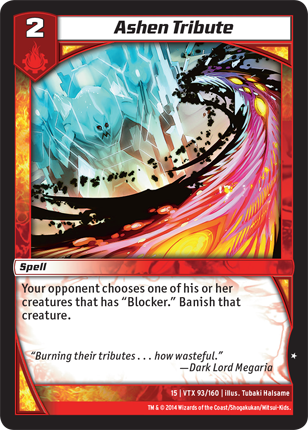 2
Ashen Tribute
Spell
Your opponent chooses one of his or her
creatures that has “Blocker.” Banish that
creature.
“Burning their tributes . . . how wasteful.”
—Dark Lord Megaria
15 | VTX 93/160 | illus. Tubaki Halsame
TM & © 2014 Wizards of the Coast/Shogakukan/Mitsui-Kids.